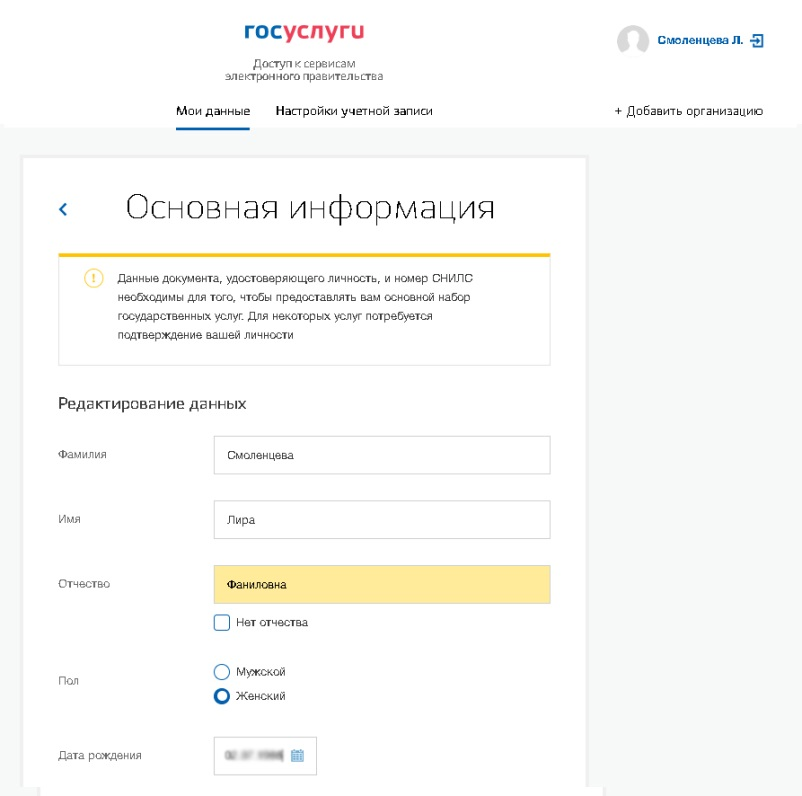 госуслуги
Доступ к сервисам
электронного правительства
Смоленцева Л.
Мои данные Настройки учетной записи + Добавить организацию
Основная информация
Данные документа, удостоверяющего личность, и номер СНИЛС
необходимы для того, чтобы предоставлять вам основной набор
государственных услуг. Для некоторых услуг потребуется
подтверждение вашей личности
Редактирование данных
Фамилия Смоленцева
Имя Лира
Отчество Фаниловна
Нет отчества
Пол
Мужской
Женский
Дата рождения